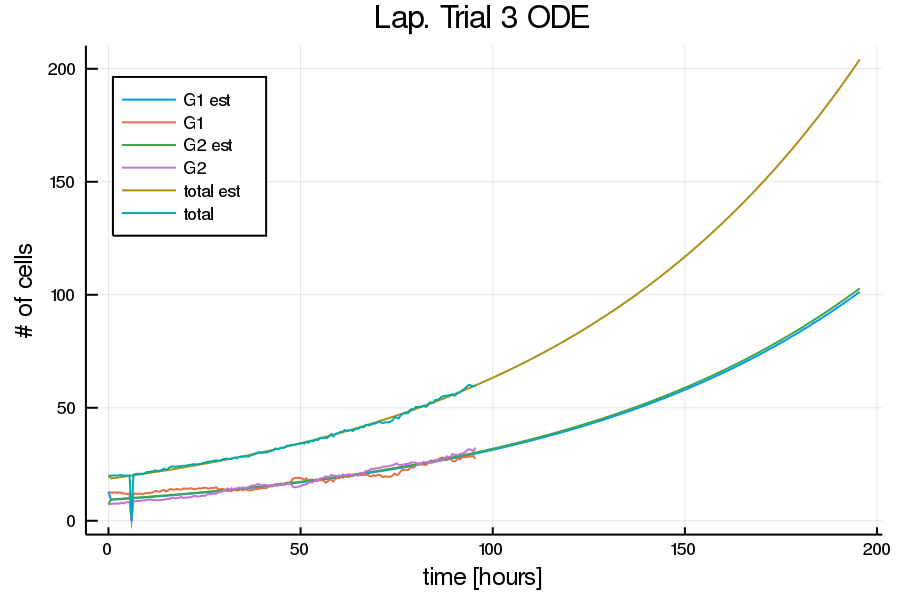 Lap. Trial 3 ODE
200
150
100
50
0
# of cells
G1 est
G1
G2 est
G2
total est
total
0
50
100
150
200
time [hours]